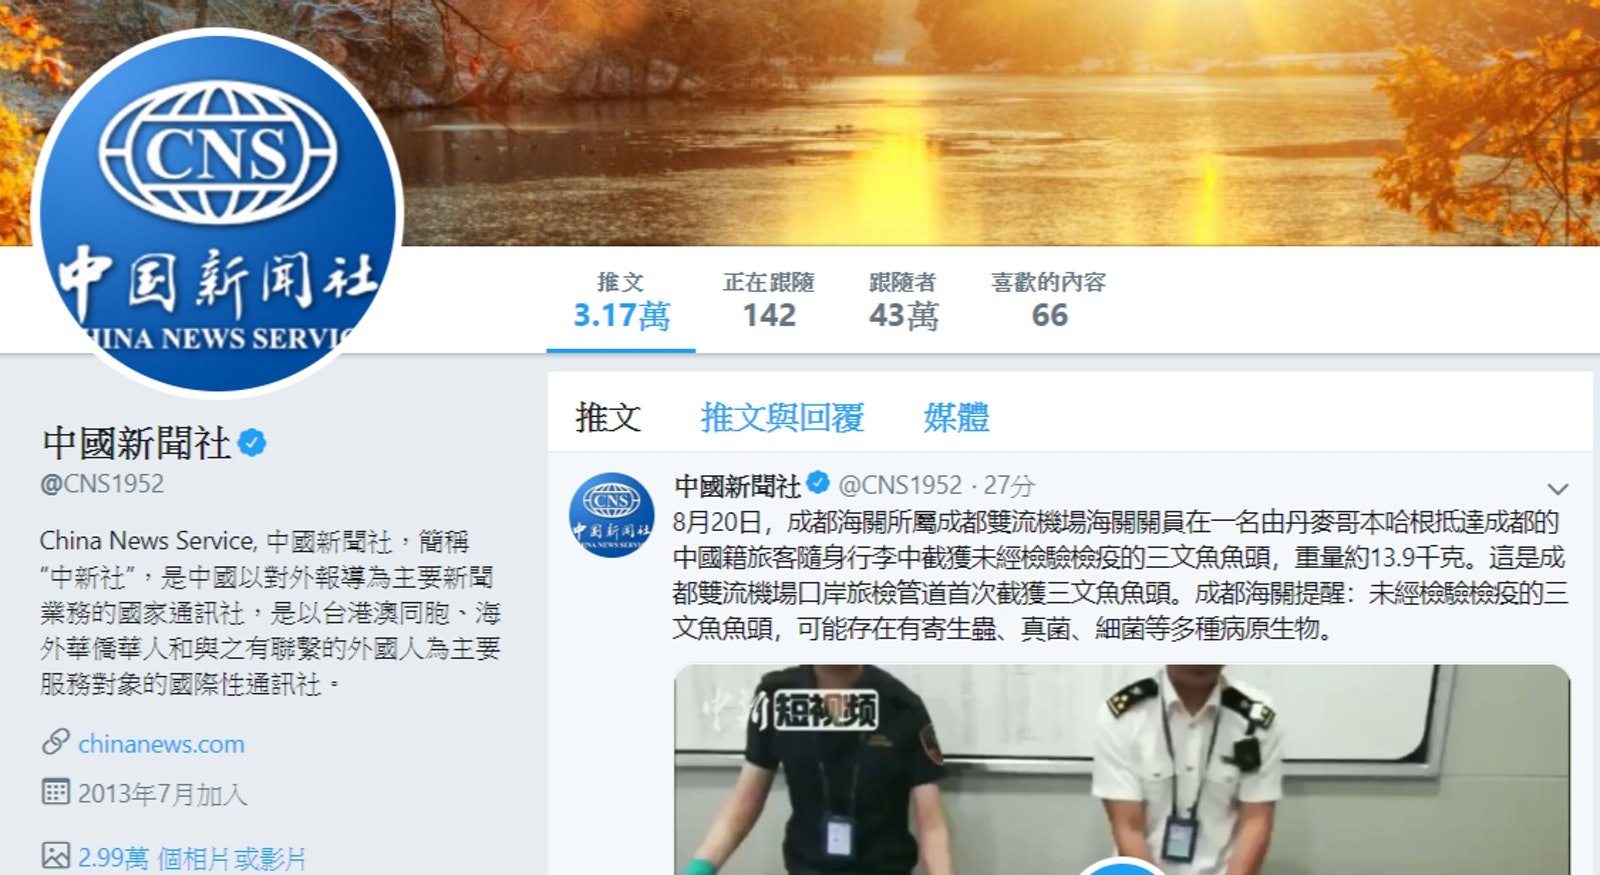 CNS
中国新闻社
CHINA NEWS SERVIC
推文
3.17萬
正在跟隨
142
跟隨者
43萬
喜歡的內容
66
中國新聞社
@CNS1952
China News Service, 中國新聞社，簡稱
“中新社”，是中國以對外報導為主要新聞
業務的國家通訊社，是以台港澳同胞、海
外華僑華人和與之有聯繫的外國人為主要
服務對象的國際性通訊社。
chinanews.com
2013年7月加入
2.99萬 個相片或影片
推文 推文與回覆 媒體
CNS
中国新闻社
中國新聞社 @CNS1952 · 27分
8月20日，成都海關所屬成都雙流機場海關關員在一名由丹麥哥本哈根抵達成都的
中國籍旅客隨身行李中截獲未經檢驗檢疫的三文魚魚頭，重量約13.9千克。這是成
都雙流機場口岸旅檢管道首次截獲三文魚魚頭。成都海關提醒：未經檢驗檢疫的三
文魚魚頭，可能存在有寄生蟲、真菌、細菌等多種病原生物。
中新 短视频